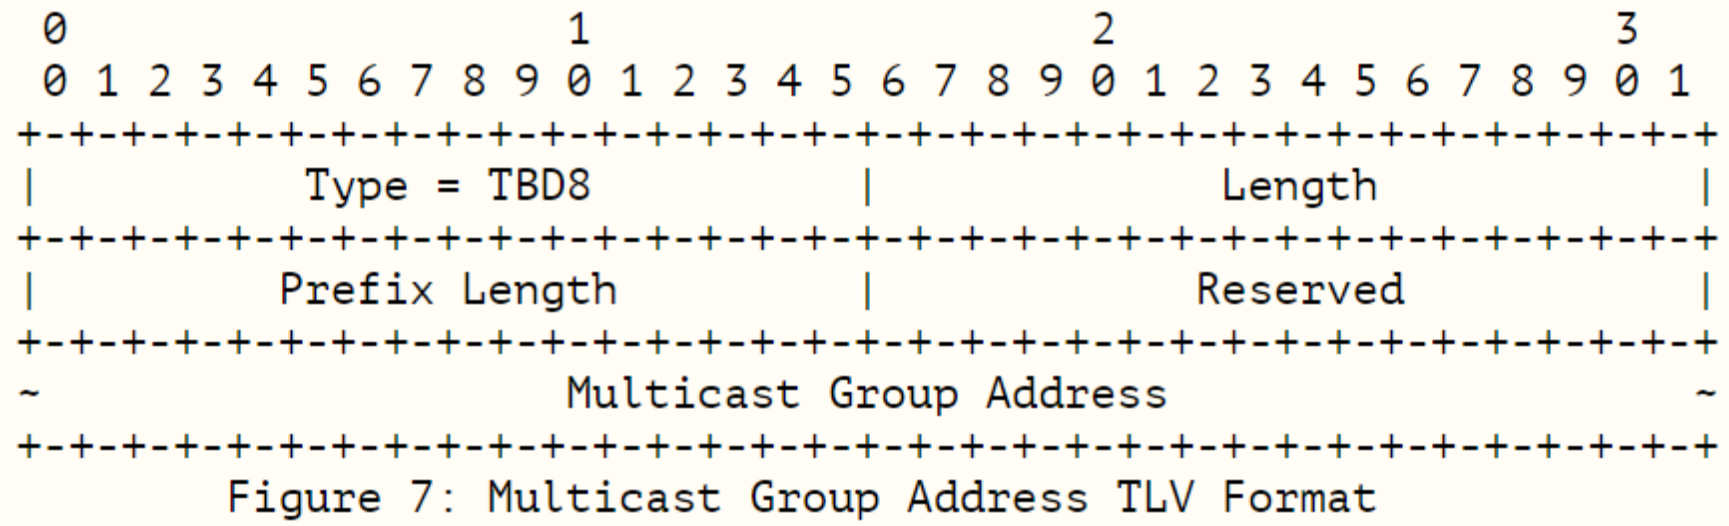 0                   1                   2                   3
 0 1 2 3 4 5 6 7 8 9 0 1 2 3 4 5 6 7 8 9 0 1 2 3 4 5 6 7 8 9 0 1
+-+-+-+-+-+-+-+-+-+-+-+-+-+-+-+-+-+-+-+-+-+-+-+-+-+-+-+-+-+-+-+-+
|          Type = TBD8          |             Length            |
+-+-+-+-+-+-+-+-+-+-+-+-+-+-+-+-+-+-+-+-+-+-+-+-+-+-+-+-+-+-+-+-+
|         Prefix Length         |            Reserved           |
+-+-+-+-+-+-+-+-+-+-+-+-+-+-+-+-+-+-+-+-+-+-+-+-+-+-+-+-+-+-+-+-+
~                    Multicast Group Address                    ~
+-+-+-+-+-+-+-+-+-+-+-+-+-+-+-+-+-+-+-+-+-+-+-+-+-+-+-+-+-+-+-+-+
        Figure 7: Multicast Group Address TLV Format